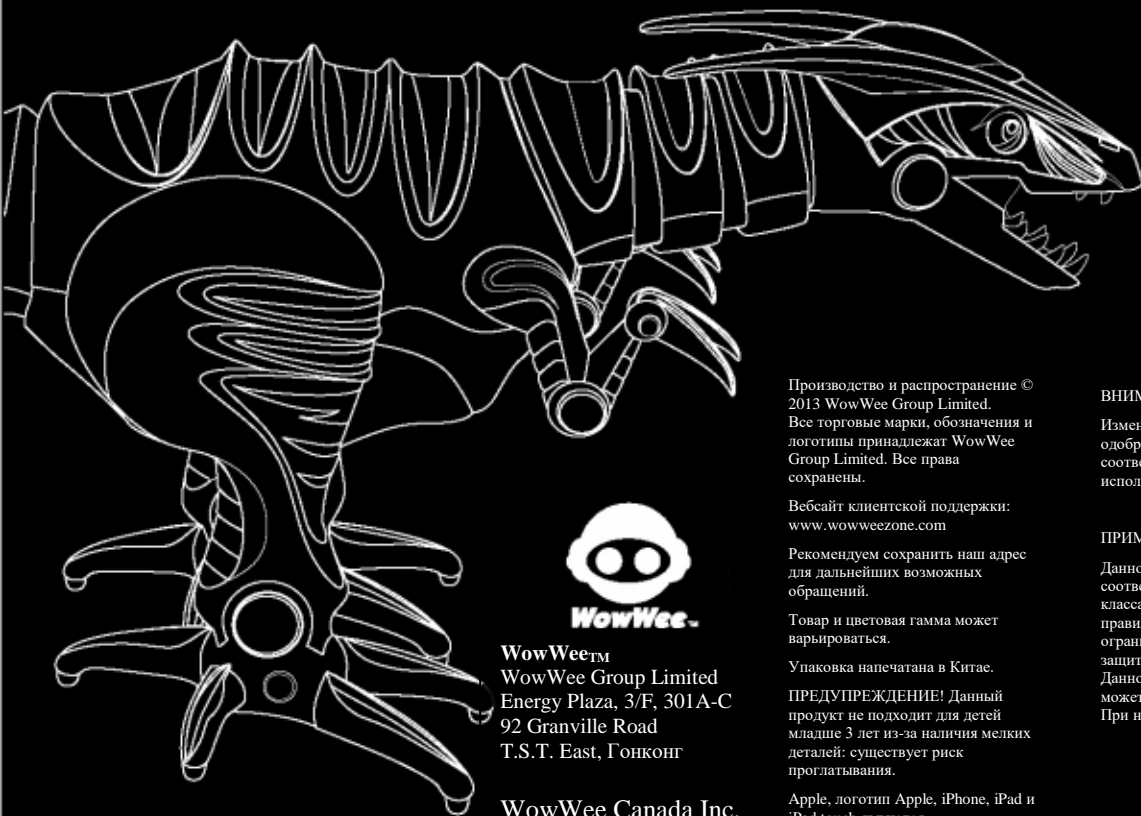 WowWee™
WowWee™
WowWee Group Limited
Energy Plaza, 3/F, 301A-C
92 Granville Road
T.S.T. East, Гонконг
WowWee Canada Inc.
Производство и распространение ©
2013 WowWee Group Limited.
Все торговые марки, обозначения и
логотипы принадлежат WowWee
Group Limited. Все права
сохранены.
Вебсайт клиентской поддержки:
www.wowweezone.com
Рекомендуем сохранить наш адрес
для дальнейших возможных
обращений.
Товар и цветовая гамма может
варьироваться.
Упаковка напечатана в Китае.
ПРЕДУПРЕЖДЕНИЕ! Данный
продукт не подходит для детей
младше 3 лет из-за наличия мелких
деталей: существует риск
проглатывания.
Apple, логотип Apple, iPhone, iPad и
При н